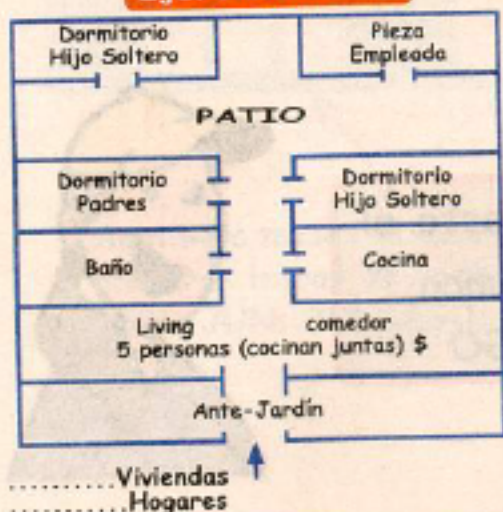 Dormitorio
Hijo Soltero
Pieza
Empleada
PATIO
Dormitorio
Padres
Dormitorio
Hijo Soltero
Baño
Cocina
Living comedor
5 personas (cocinan juntas) $
Ante-Jardín
..........Viviendas
............Hogares